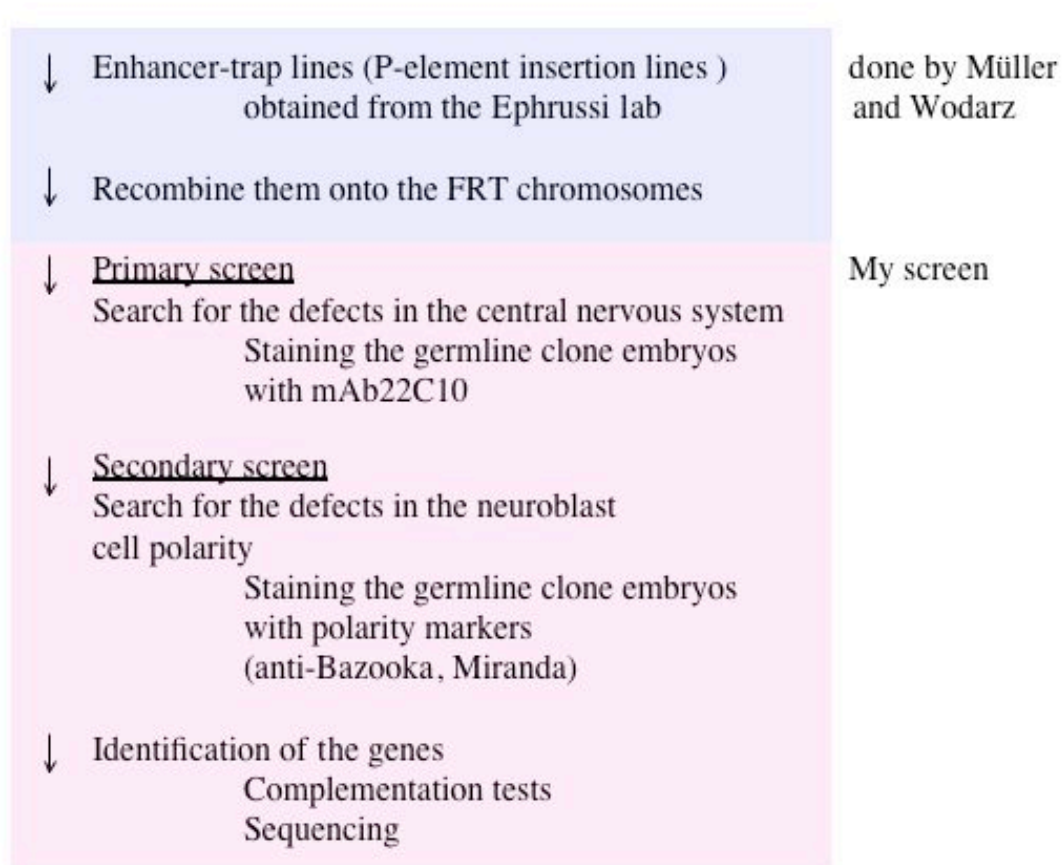 Enhancer-trap lines (P-element insertion lines )
obtained from the Ephrussi lab
done by Müller
and Wodarz
Recombine them onto the FRT chromosomes
Primary screen
My screen
Search for the defects in the central nervous system
Staining the germline clone embryos
with mAb22C10
Secondary screen
Search for the defects in the neuroblast
cell polarity
Staining the germline clone embryos
with polarity markers
(anti-Bazooka, Miranda)
Identification of the genes
Complementation tests
Sequencing